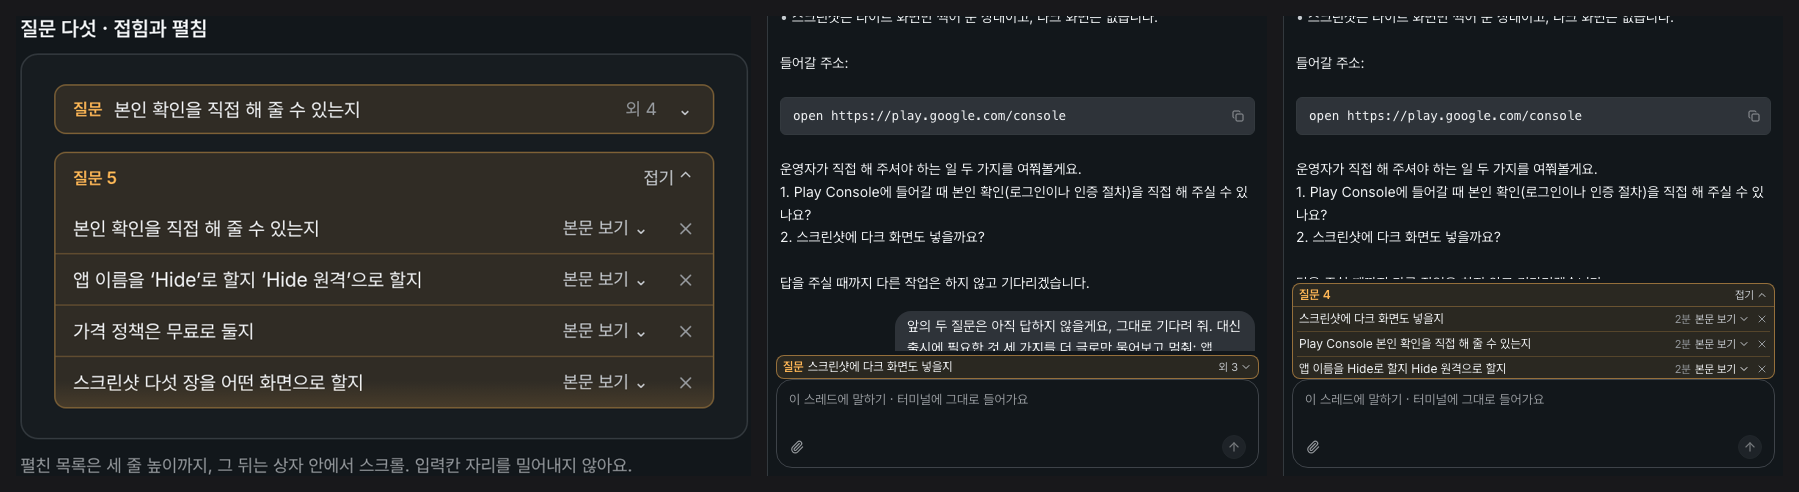 질문 다섯 · 접힘과 펼침
질문 본인 확인을 직접 해 줄 수 있는지 외 4
질문 5 접기
본인 확인을 직접 해 줄 수 있는지 본문 보기
앱 이름을 ‘Hide’로 할지 ‘Hide 원격’으로 할지 본문 보기
가격 정책은 무료로 둘지 본문 보기
스크린샷 다섯 장을 어떤 화면으로 할지 본문 보기
펼친 목록은 세 줄 높이까지, 그 뒤는 상자 안에서 스크롤. 입력칸 자리를 밀어내지 않아요.
들어갈 주소:
open https://play.google.com/console
운영자가 직접 해 주셔야 하는 일 두 가지를 여쭤볼게요.
1. Play Console에 들어갈 때 본인 확인(로그인이나 인증 절차)을 직접 해 주실 수 있
나요?
2. 스크린샷에 다크 화면도 넣을까요?
답을 주실 때까지 다른 작업은 하지 않고 기다리겠습니다.
앞의 두 질문은 아직 답하지 않을게요, 그대로 기다려 줘. 대신
출시에 필요한 것 세 가지를 더 글로만 물어보고 멈춰: 앱
질문 스크린샷에 다크 화면도 넣을지 외 3
이 스레드에 말하기 · 터미널에 그대로 들어가요
들어갈 주소:
open https://play.google.com/console
운영자가 직접 해 주셔야 하는 일 두 가지를 여쭤볼게요.
1. Play Console에 들어갈 때 본인 확인(로그인이나 인증 절차)을 직접 해 주실 수 있
나요?
2. 스크린샷에 다크 화면도 넣을까요?
질문 4 접기
스크린샷에 다크 화면도 넣을지 2분 본문 보기
Play Console 본인 확인을 직접 해 줄 수 있는지 2분 본문 보기
앱 이름을 Hide로 할지 Hide 원격으로 할지 2분 본문 보기
이 스레드에 말하기 · 터미널에 그대로 들어가요